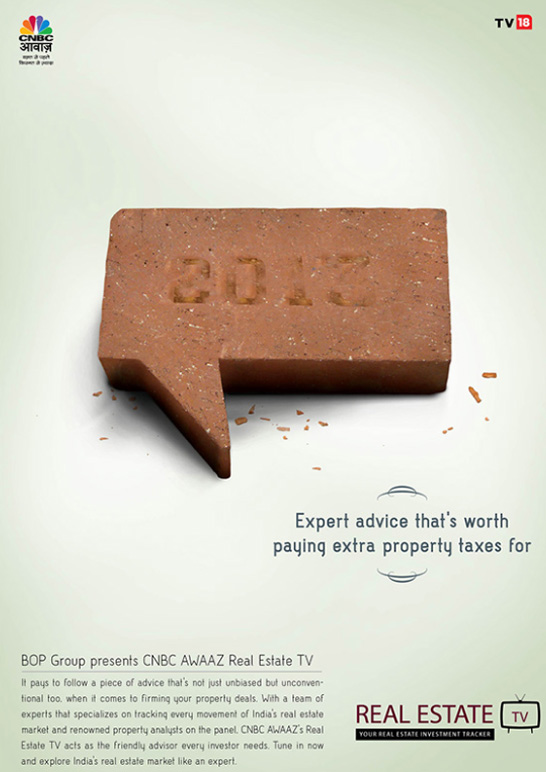 CNBC
आवाज़
TV18
2013
Expert advice that's worth
paying extra property taxes for
BOP Group presents CNBC AWAAZ Real Estate TV
It pays to follow a piece of advice that's not just unbiased but unconven-
tional too, when it comes to firming your property deals. With a team of
experts that specializes on tracking every movement of India's real estate
market and renowned property analysts on the panel, CNBC AWAAZ's Real
Estate TV acts as the friendly advisor every investor needs. Tune in now
and explore India's real estate market like an expert.
REAL ESTATE TV
YOUR REAL ESTATE INVESTMENT TRACKER